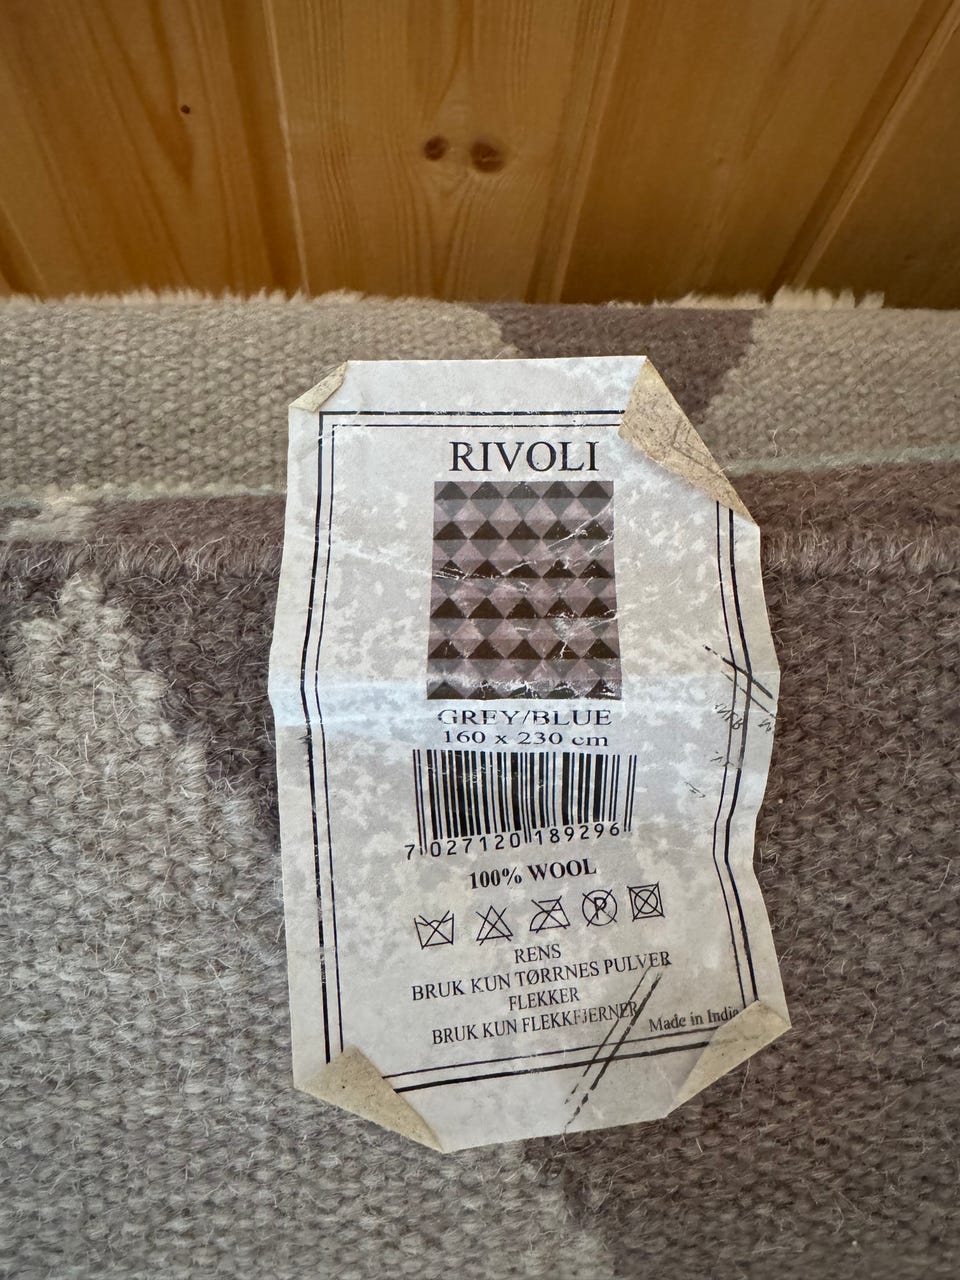 RIVOLI
GREY/BLUE
160 x 230 cm
7 027120 189296
100% WOOL
P
RENS
BRUK KUN TØRRNES PULVER
FLEKKER
BRUK KUN FLEKKFJERNER
Made in India